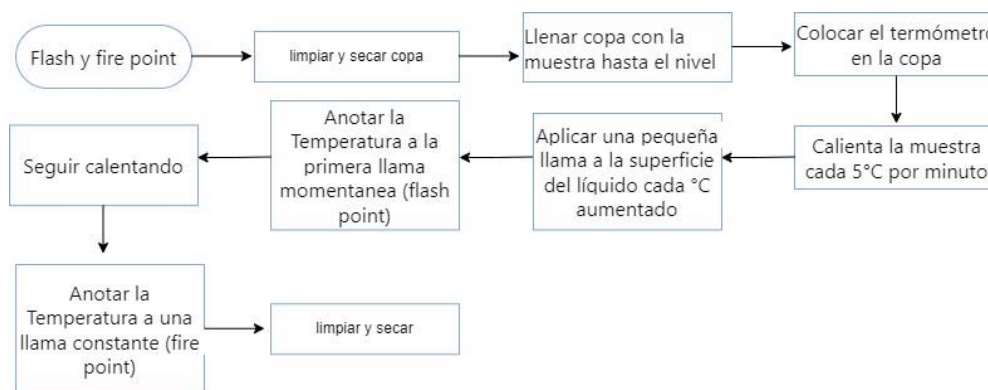 Flash y fire point
limpiar y secar copa
Llenar copa con la
muestra hasta el nivel
Colocar el termómetro
en la copa
Calienta la muestra
cada 5°C por minuto
Aplicar una pequeña
llama a la superficie
del líquido cada °C
aumentado
Anotar la
Temperatura a la
primera llama
momentanea (flash
point)
Seguir calentando
Anotar la
Temperatura a una
llama constante (fire
point)
limpiar y secar